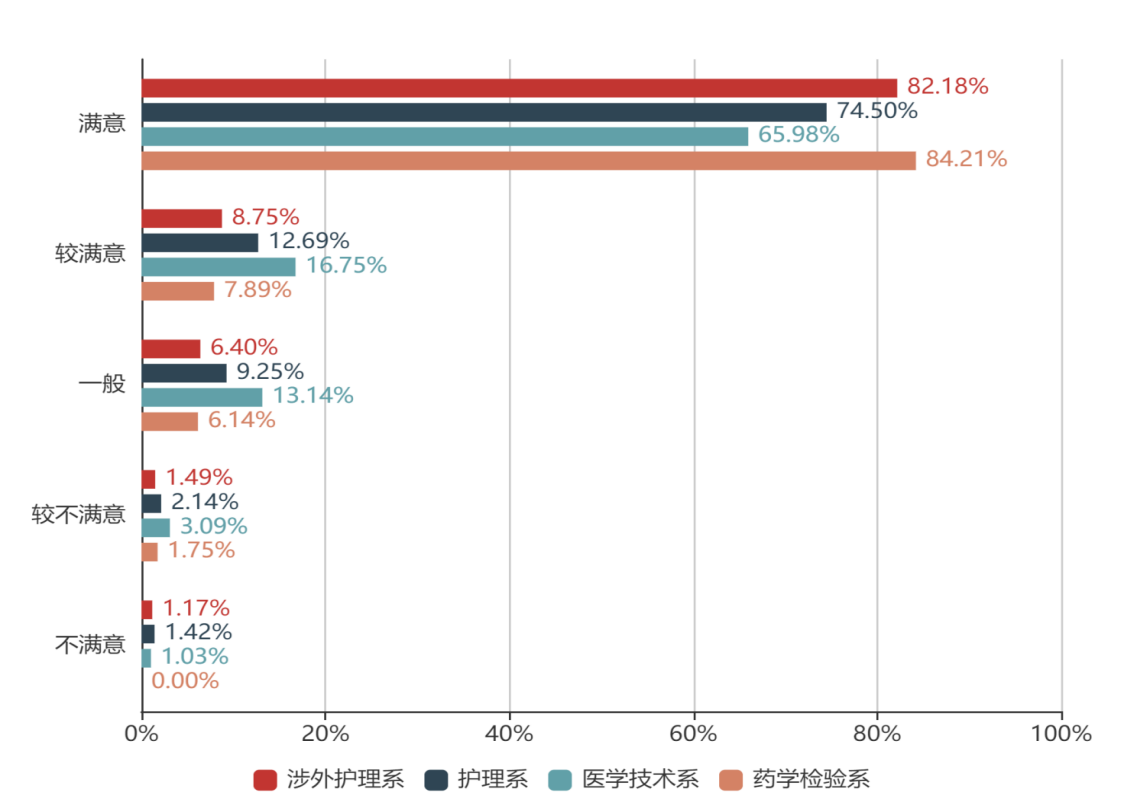 82.18%
74.50%
满意
65.98%
84.21%
8.75%
12.69%
较满意
16.75%
7.89%
6.40%
9.25%
一般
13.14%
6.14%
1.49%
2.14%
较不满意
3.09%
1.75%
1.17%
1.42%
不满意
1.03%
0.00%
0% 20% 40% 60% 80% 100%
涉外护理系 护理系 医学技术系 药学检验系